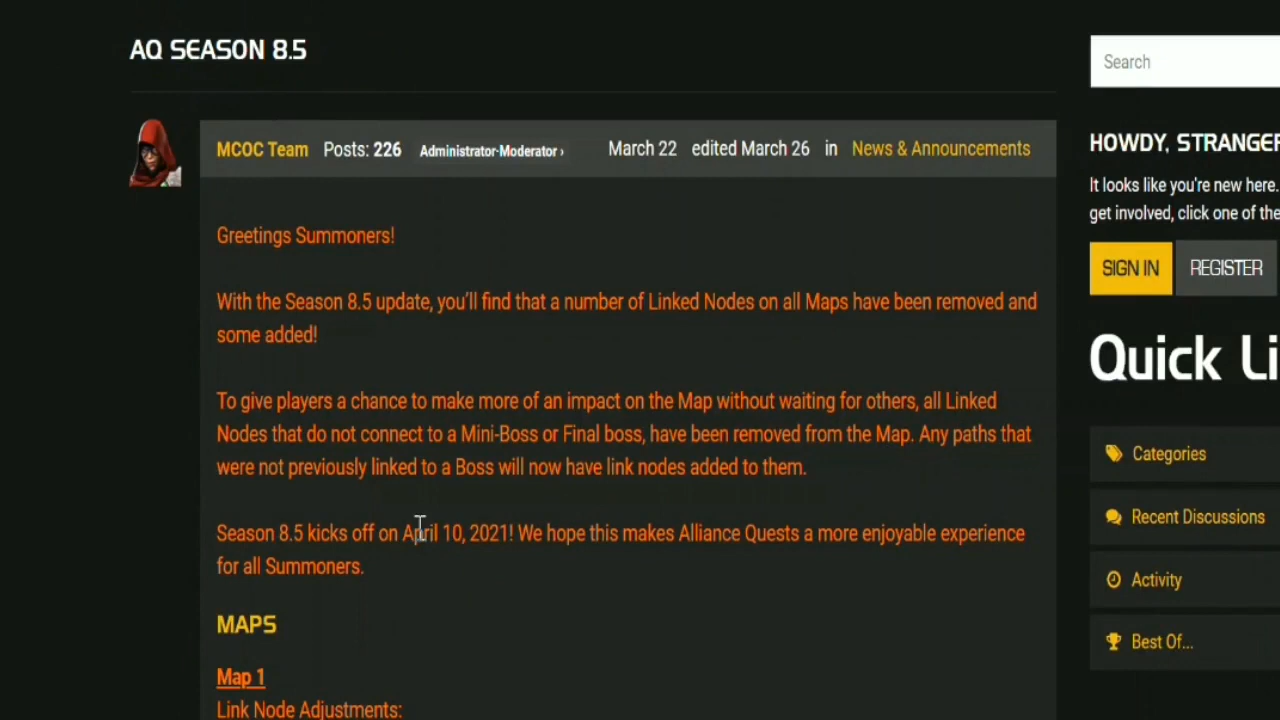 AQ SEASON 8.5
MCOC Team Posts: 226 Administrator-Moderator › March 22 edited March 26 in News & Announcements
Greetings Summoners!
With the Season 8.5 update, you'll find that a number of Linked Nodes on all Maps have been removed and
some added!
To give players a chance to make more of an impact on the Map without waiting for others, all Linked
Nodes that do not connect to a Mini-Boss or Final boss, have been removed from the Map. Any paths that
were not previously linked to a Boss will now have link nodes added to them.
Season 8.5 kicks off on April 10, 2021! We hope this makes Alliance Quests a more enjoyable experience
for all Summoners.
MAPS
Map 1
Link Node Adjustments:
Search
HOWDY, STRANGER
It looks like you're new here.
get involved, click one of the
SIGN IN REGISTER
Quick Li
Categories
Recent Discussions
Activity
Best Of...